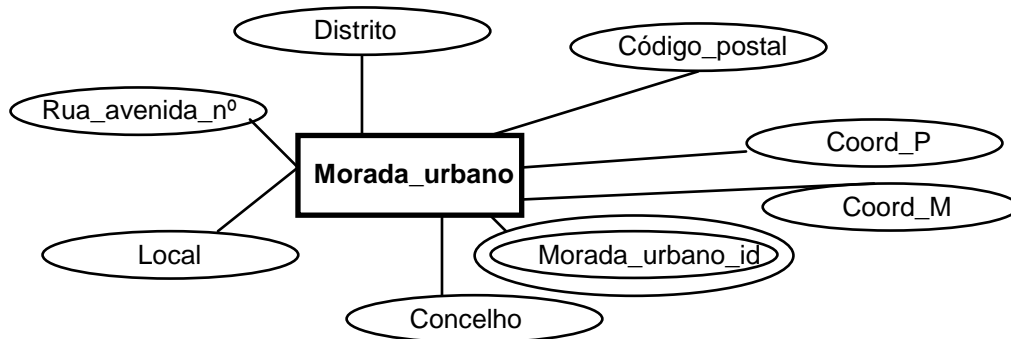 Distrito
Código_postal
Rua_avenida_nº
Coord_P
Morada_urbano
Coord_M
Local
Morada_urbano_id
Concelho